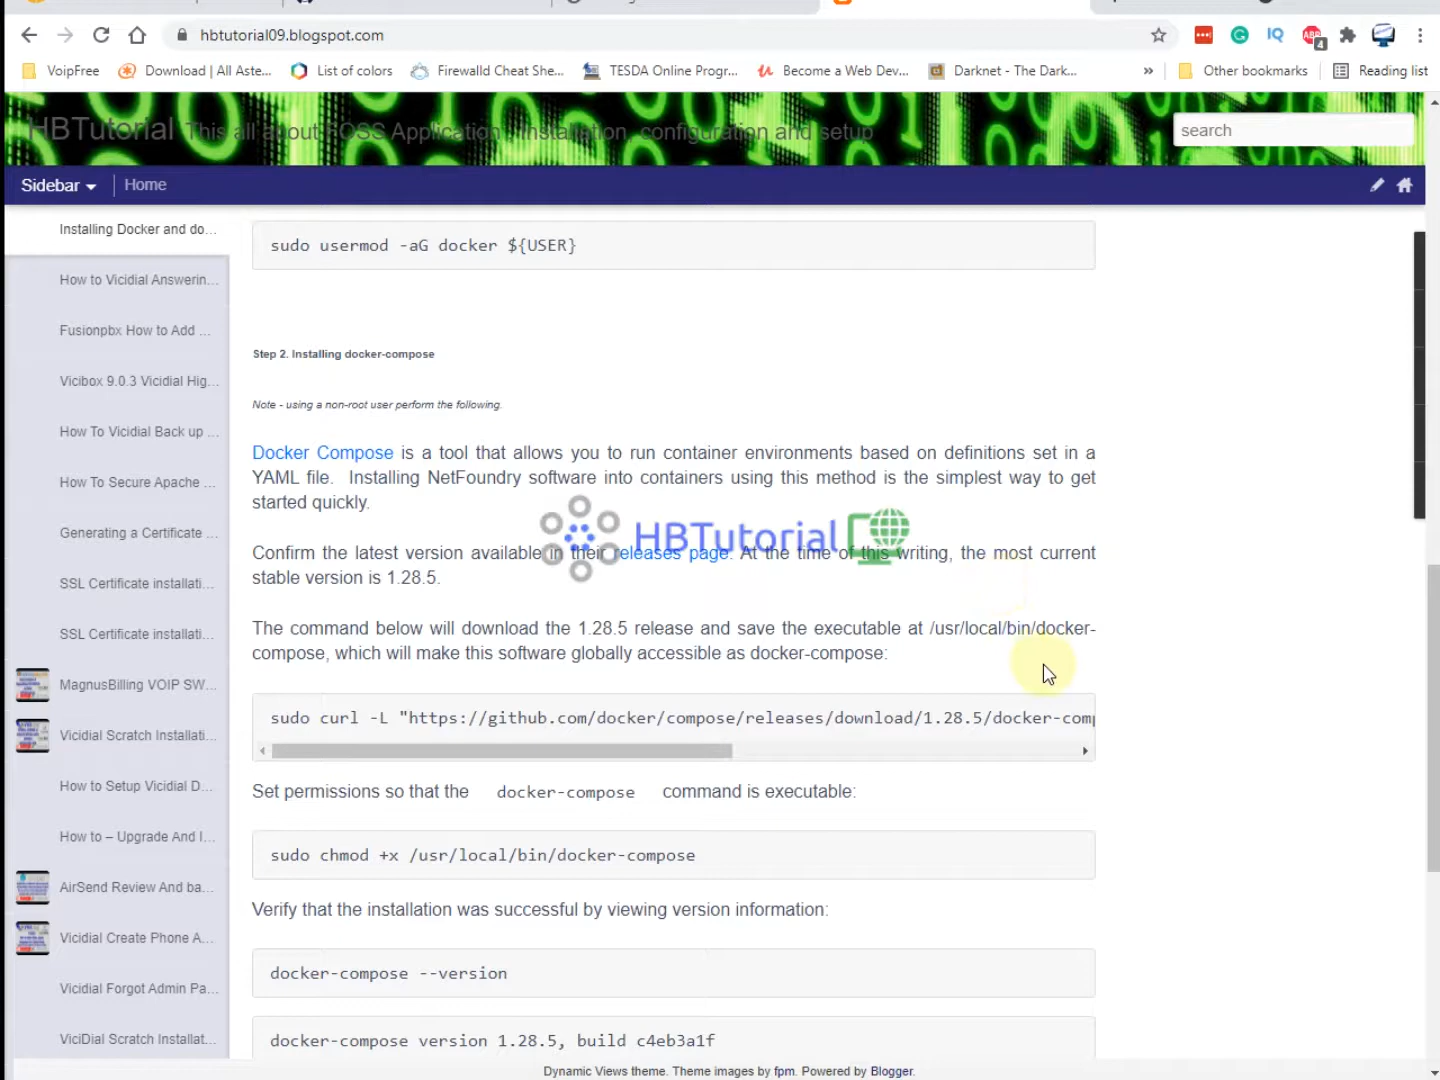 hbtutorial09.blogspot.com
4
VoipFree
Download | All Aste...
List of colors
Firewalld Cheat She...
TESDA Online Progr...
Become a Web Dev...
Darknet - The Dark...
»
Other bookmarks
Reading list
HBTutorial This all about FOSS Application , Installation, configuration and setup
search
Sidebar
Home
Installing Docker and do...
How to Vicidial Answerin...
Fusionpbx How to Add ...
Vicibox 9.0.3 Vicidial Hig...
How To Vicidial Back up ...
How To Secure Apache ...
Generating a Certificate ...
SSL Certificate installati...
SSL Certificate installati...
MagnusBilling VOIP SW...
Vicidial Scratch Installati...
How to Setup Vicidial D...
How to – Upgrade And I...
AirSend Review And ba...
Vicidial Create Phone A...
Vicidial Forgot Admin Pa...
ViciDial Scratch Installat...
sudo usermod -aG docker ${USER}
Step 2. Installing docker-compose
Note - using a non-root user perform the following.
Docker Compose is a tool that allows you to run container environments based on definitions set in a
YAML file. Installing NetFoundry software into containers using this method is the simplest way to get
started quickly.
HBTutorial
Confirm the latest version available in their releases page. At the time of this writing, the most current
stable version is 1.28.5.
The command below will download the 1.28.5 release and save the executable at /usr/local/bin/docker-
compose, which will make this software globally accessible as docker-compose:
sudo curl -L "https://github.com/docker/compose/releases/download/1.28.5/docker-comp
Set permissions so that the docker-compose command is executable:
sudo chmod +x /usr/local/bin/docker-compose
Verify that the installation was successful by viewing version information:
docker-compose --version
docker-compose version 1.28.5, build c4eb3a1f
Dynamic Views theme. Theme images by fpm. Powered by Blogger.